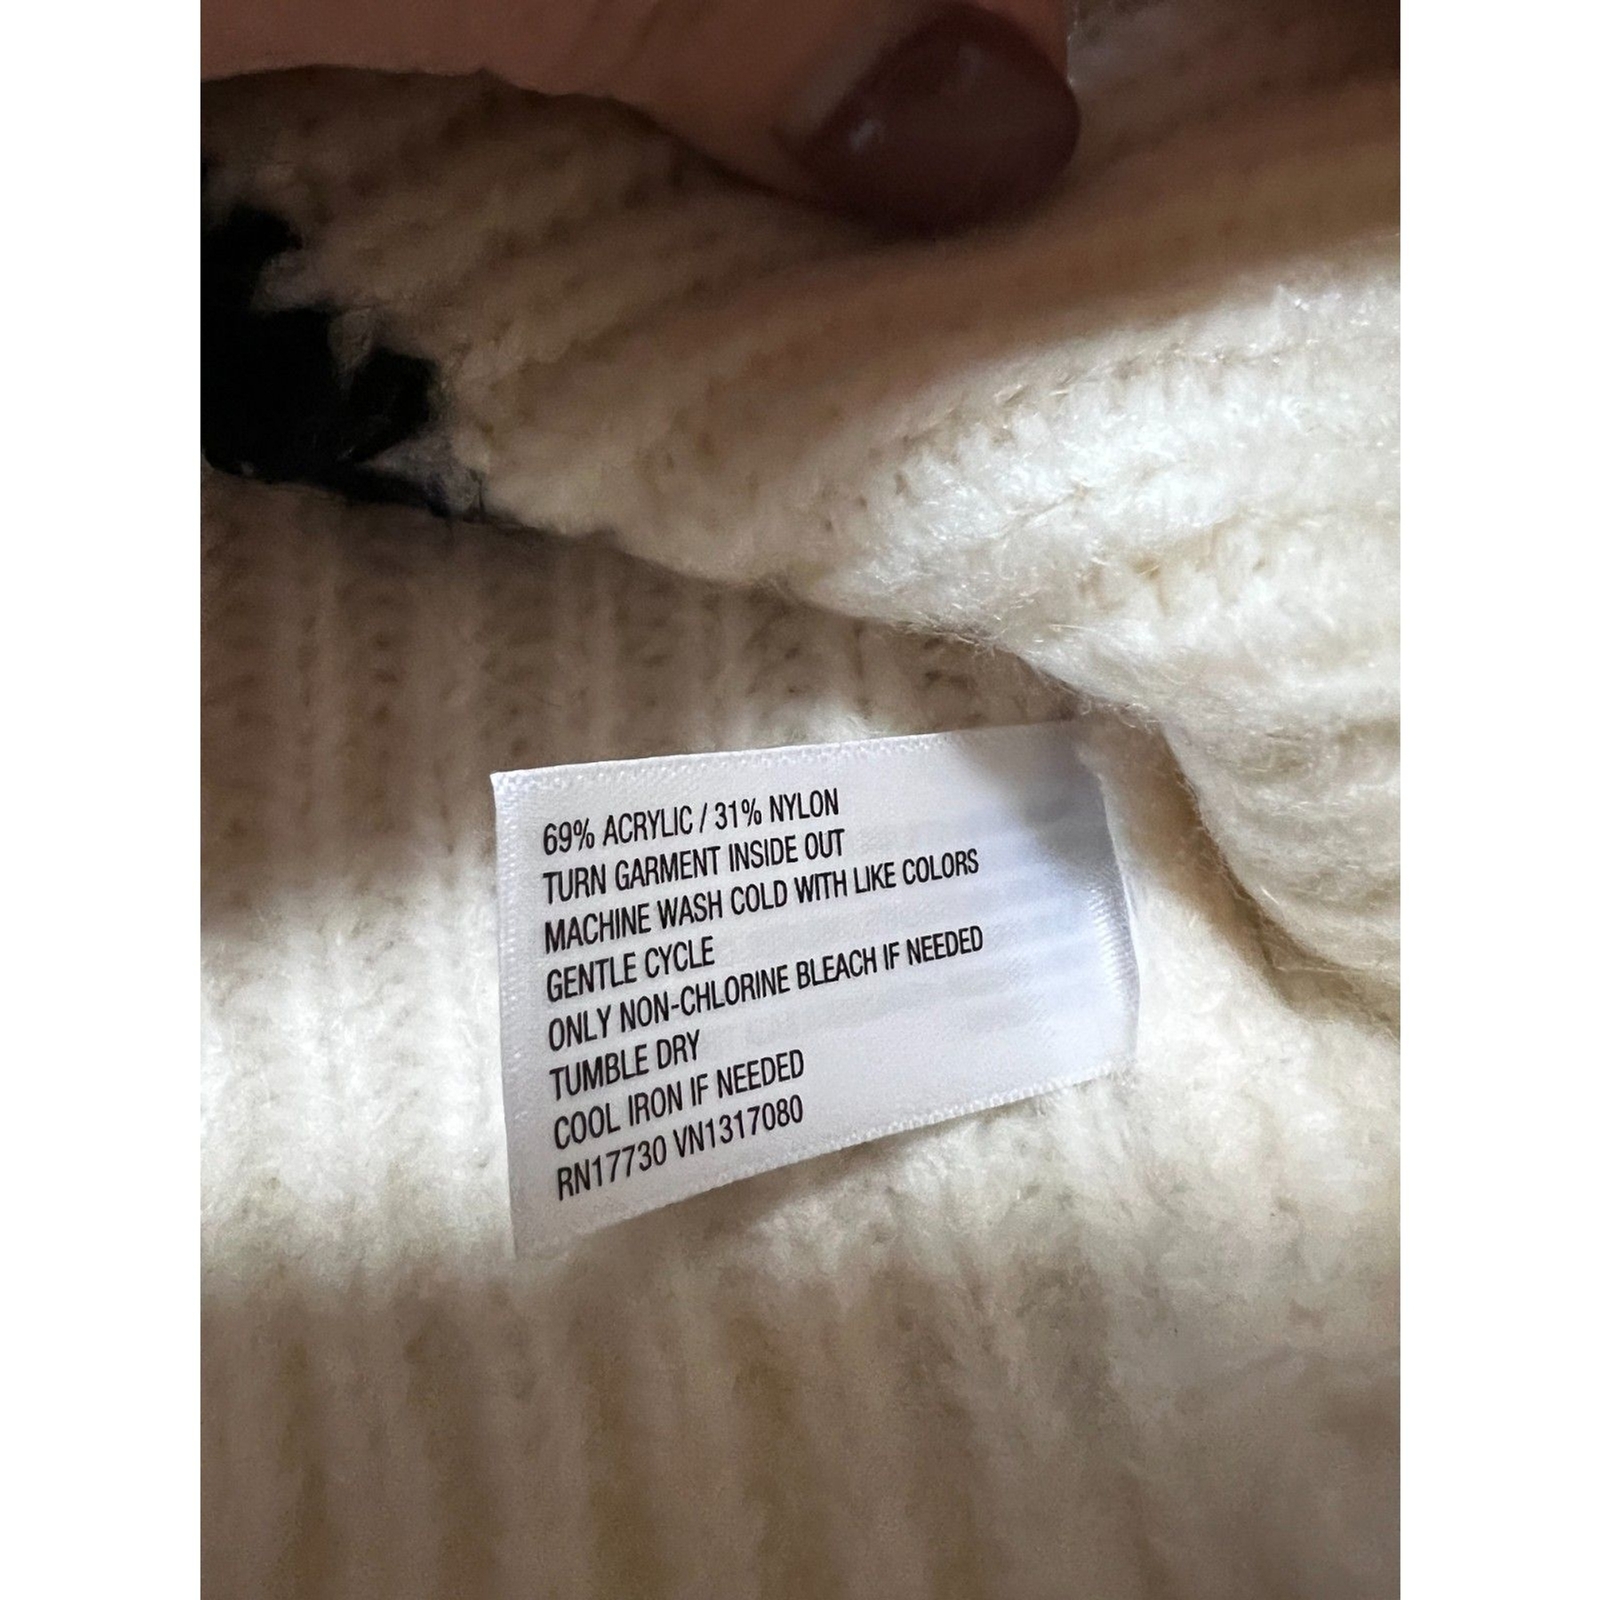 69% ACRYLIC / 31% NYLON
TURN GARMENT INSIDE OUT
MACHINE WASH COLD WITH LIKE COLORS
GENTLE CYCLE
ONLY NON-CHLORINE BLEACH IF NEEDED
TUMBLE DRY
COOL IRON IF NEEDED
RN17730 VN1317080